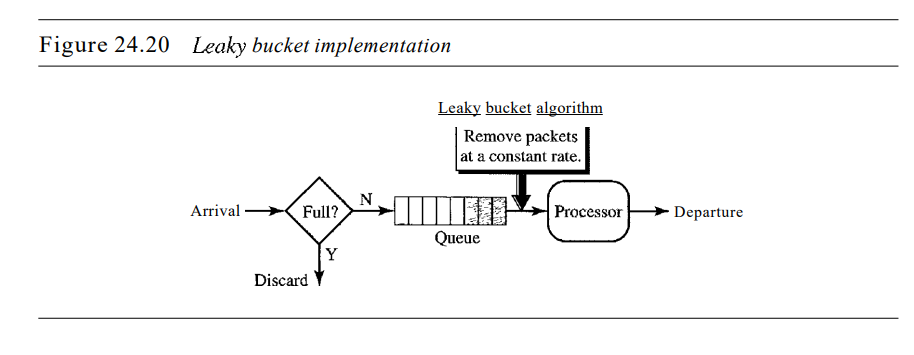 Figure 24.20 Leaky bucket implementation
Leaky bucket algorithm
Remove packets
at a constant rate.
Arrival
Full?
N
Queue
Processor
Departure
Y
Discard